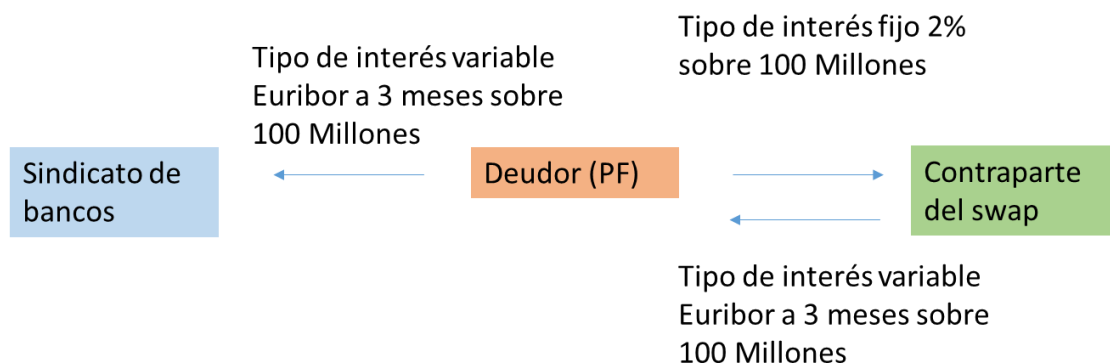 Tipo de interés variable
Euribor a 3 meses sobre
100 Millones
Tipo de interés fijo 2%
sobre 100 Millones
Sindicato de
bancos
Deudor (PF)
Contraparte
del swap
Tipo de interés variable
Euribor a 3 meses sobre
100 Millones